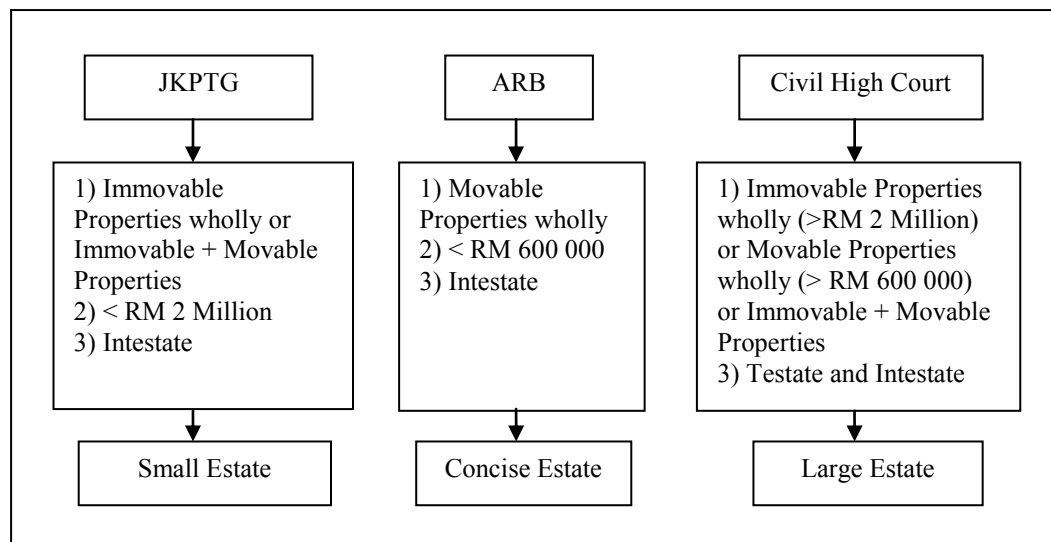 JKPTG
ARB
Civil High Court
1) Immovable
Properties wholly or
Immovable + Movable
Properties
2) < RM 2 Million
3) Intestate
1) Movable
Properties wholly
2) < RM 600 000
3) Intestate
1) Immovable Properties
wholly (>RM 2 Million)
or Movable Properties
wholly (> RM 600 000)
or Immovable + Movable
Properties
3) Testate and Intestate
Small Estate
Concise Estate
Large Estate